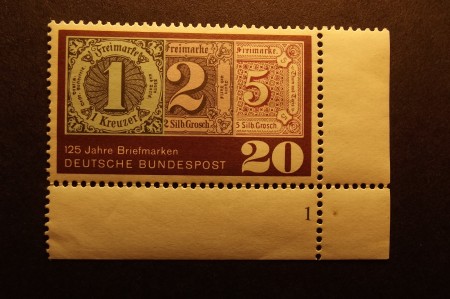 Freimarke Freimarke Freimarke.
1 2 5
1 Kreuzer 2 Silb Grosch 5 Silb Grosch.
125 Jahre Briefmarken
DEUTSCHE BUNDESPOST 20
1